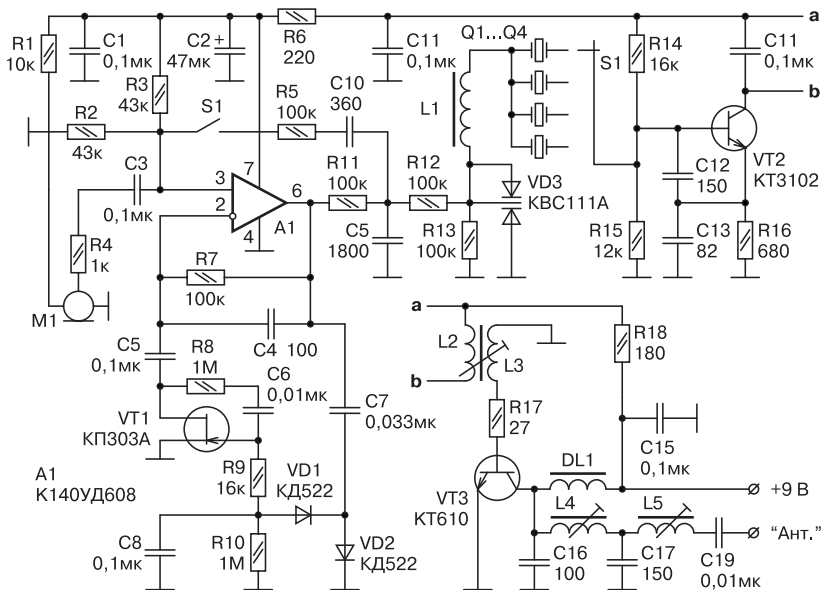 R1
10к
C1
0,1мк
C2 +
47мк
R6
220
C11
0,1мк
Q1...Q4
S1
R14
16к
C11
0,1мк
a
b
R3
43к
R2
43к
S1
R5
100к
C10
360
L1
VT2
КТ3102
C3
0,1мк
3
2
7
6
4
A1
R11
100к
R12
100к
VD3
КВС111А
C12
150
R4
1к
C5
1800
R13
100к
R15
12к
C13
82
R16
680
R7
100к
М1
C4 100
C5
0,1мк
R8
1М
C6
0,01мк
C7
0,033мк
VT1
КП303А
A1
К140УД608
R9
16к
VD1
КД522
C8
0,1мк
R10
1М
VD2
КД522
a
b
L2
L3
R18
180
R17
27
C15
0,1мк
VT3
КТ610
DL1
+9 В
L4
L5
"Ант."
C16
100
C17
150
C19
0,01мк